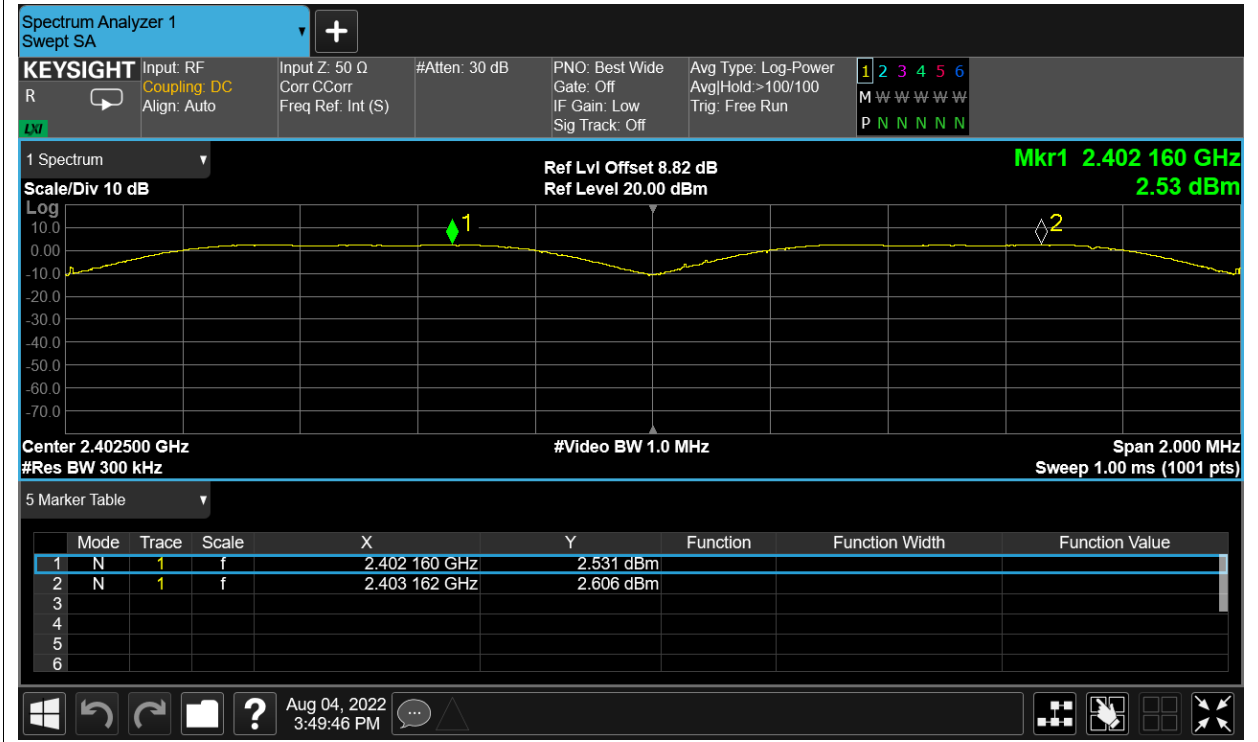 Spectrum Analyzer 1
Swept SA
+
KEYSIGHT Input: RF Input Z: 50 Ω #Atten: 30 dB PNO: Best Wide Avg Type: Log-Power 1 2 3 4 5 6
R Coupling: DC Corr CCorr Gate: Off Avg|Hold:>100/100 M W W W W W
Align: Auto Freq Ref: Int (S) IF Gain: Low Trig: Free Run
LXI Sig Track: Off P N N N N N
1 Spectrum Ref Lvl Offset 8.82 dB Mkr1 2.402 160 GHz
Scale/Div 10 dB Ref Level 20.00 dBm 2.53 dBm
Log
1 2
10.0
0.00
-10.0
-20.0
-30.0
-40.0
-50.0
-60.0
-70.0
Center 2.402500 GHz #Video BW 1.0 MHz Span 2.000 MHz
#Res BW 300 kHz Sweep 1.00 ms (1001 pts)
5 Marker Table
Mode Trace Scale X Y Function Function Width Function Value
1 N 1 f 2.402 160 GHz 2.531 dBm
2 N 1 f 2.403 162 GHz 2.606 dBm
3
4
5
6
? Aug 04, 2022
3:49:46 PM